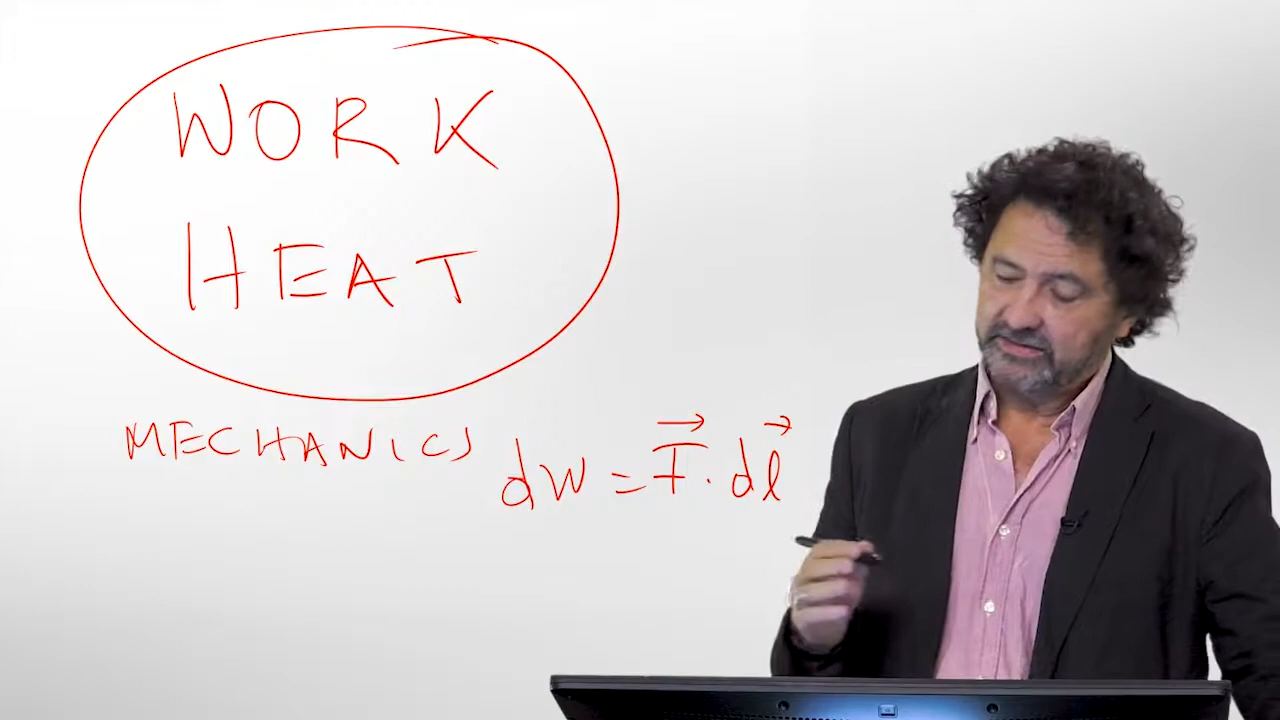 WORK
HEAT
MECHANICS dW = F⃗ · dl⃗